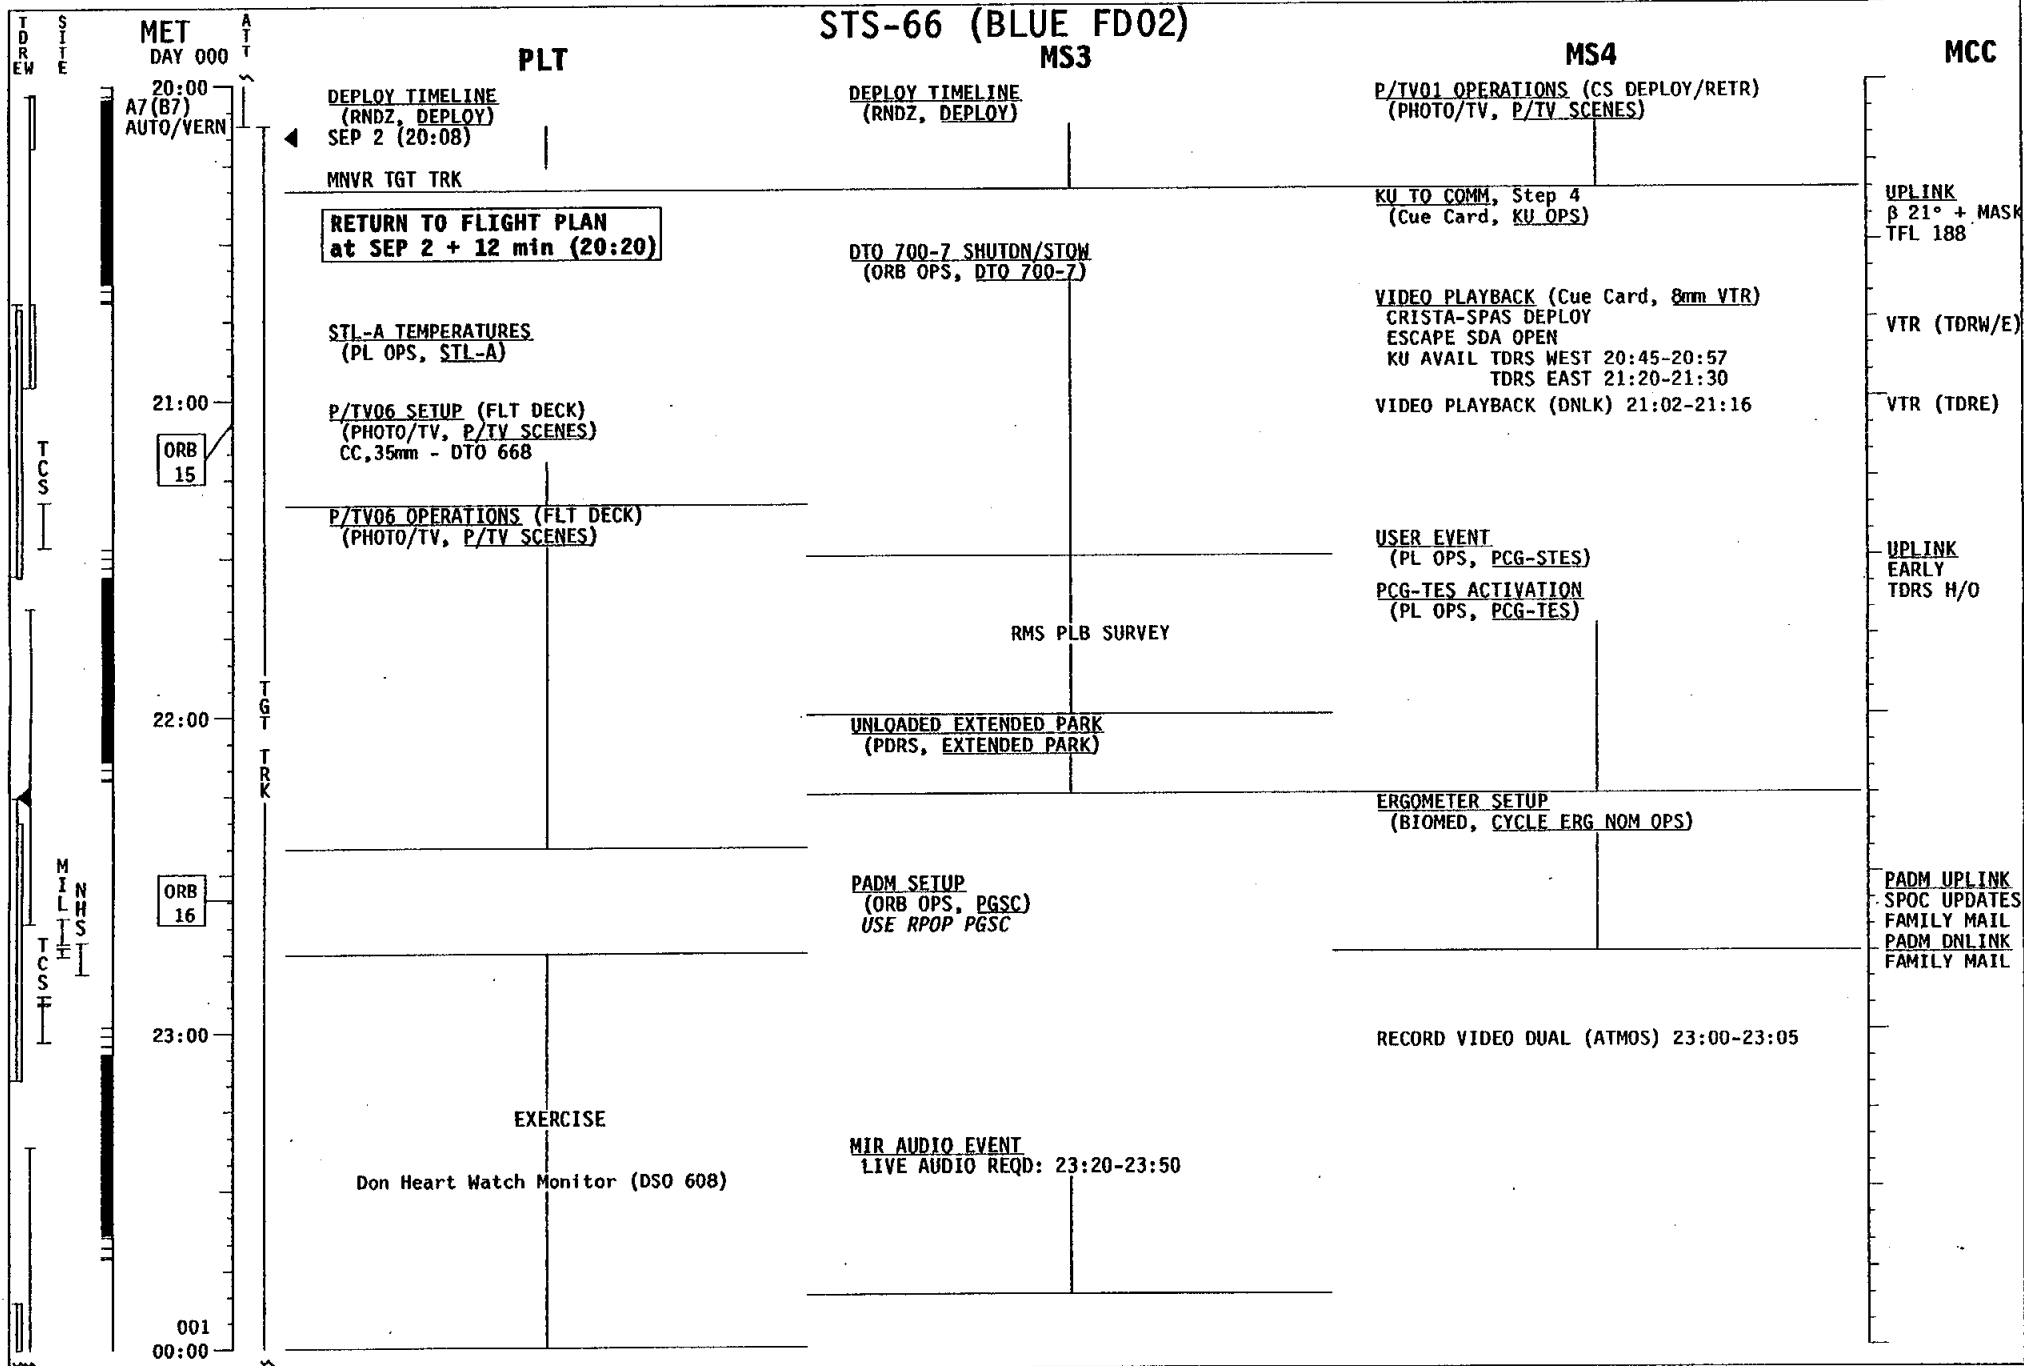 STS-66 (BLUE FD02)
TDRE W
SITE
MET
DAY 000
ATT
PLT
MS3
MS4
MCC
20:00
A7(B7)
AUTO/VERN
21:00
ORB
15
22:00
ORB
16
23:00
001
00:00
TCS
MIL
NHS
TCS
TGT TRK
DEPLOY TIMELINE
(RNDZ, DEPLOY)
SEP 2 (20:08)
MNVR TGT TRK
RETURN TO FLIGHT PLAN
at SEP 2 + 12 min (20:20)
STL-A TEMPERATURES
(PL OPS, STL-A)
P/TV06 SETUP (FLT DECK)
(PHOTO/TV, P/TV SCENES)
CC,35mm - DTO 668
P/TV06 OPERATIONS (FLT DECK)
(PHOTO/TV, P/TV SCENES)
EXERCISE
Don Heart Watch Monitor (DSO 608)
DEPLOY TIMELINE
(RNDZ, DEPLOY)
DTO 700-7 SHUTDN/STOW
(ORB OPS, DTO 700-7)
RMS PLB SURVEY
UNLOADED EXTENDED PARK
(PDRS, EXTENDED PARK)
PADM SETUP
(ORB OPS, PGSC)
USE RPOP PGSC
MIR AUDIO EVENT
LIVE AUDIO REQD: 23:20-23:50
P/TV01 OPERATIONS (CS DEPLOY/RETR)
(PHOTO/TV, P/TV SCENES)
KU TO COMM, Step 4
(Cue Card, KU OPS)
VIDEO PLAYBACK (Cue Card, 8mm VTR)
CRISTA-SPAS DEPLOY
ESCAPE SDA OPEN
KU AVAIL TDRS WEST 20:45-20:57
TDRS EAST 21:20-21:30
VIDEO PLAYBACK (DNLK) 21:02-21:16
USER EVENT
(PL OPS, PCG-STES)
PCG-TES ACTIVATION
(PL OPS, PCG-TES)
ERGOMETER SETUP
(BIOMED, CYCLE ERG NOM OPS)
RECORD VIDEO DUAL (ATMOS) 23:00-23:05
UPLINK
β 21° + MASK
TFL 188
VTR (TDRW/E)
VTR (TDRE)
UPLINK
EARLY
TDRS H/O
PADM UPLINK
SPOC UPDATES
FAMILY MAIL
PADM DNLINK
FAMILY MAIL